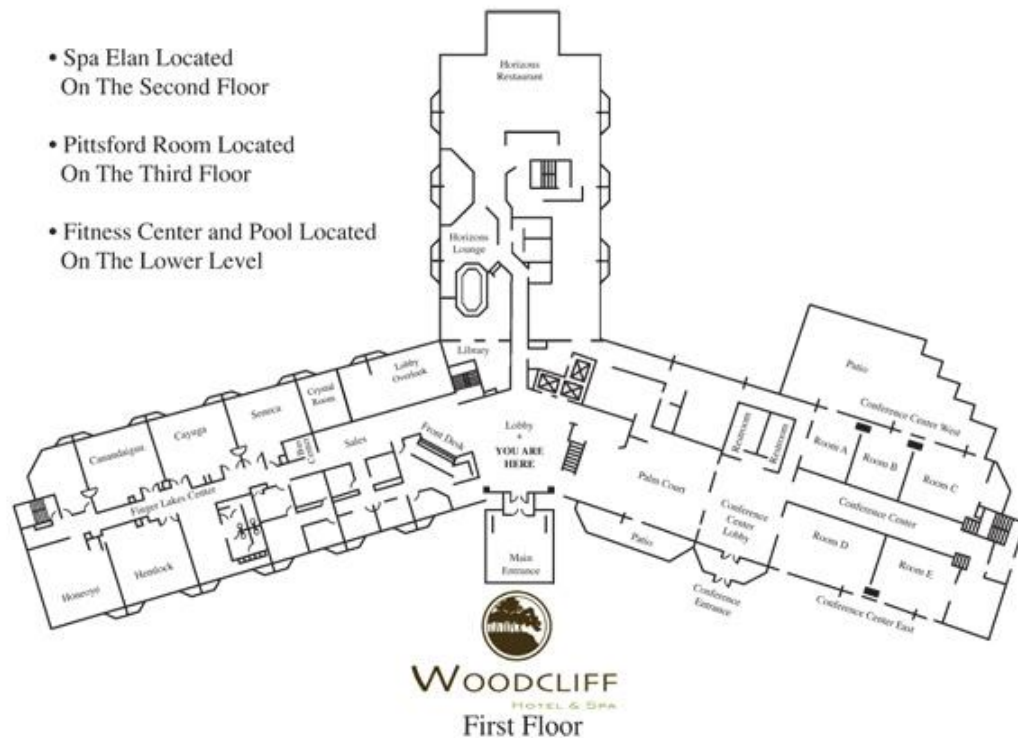 • Spa Elan Located
On The Second Floor
• Pittsford Room Located
On The Third Floor
• Fitness Center and Pool Located
On The Lower Level
Horizons
Restaurant
Horizons
Lounge
Library
Lobby
Overlook
Crystal
Room
Seneca
Cayuga
Canandaigua
Finger Lakes Center
Honeoye
Hemlock
Business
Center
Sales
Front Desk
Lobby
+
YOU ARE
HERE
Main
Entrance
Palm Court
Patio
Restroom
Restroom
Conference
Center
Lobby
Conference
Entrance
Patio
Conference Center West
Room A
Room B
Room C
Conference Center
Room D
Room E
Conference Center East
WOODCLIFF
HOTEL & SPA
First Floor